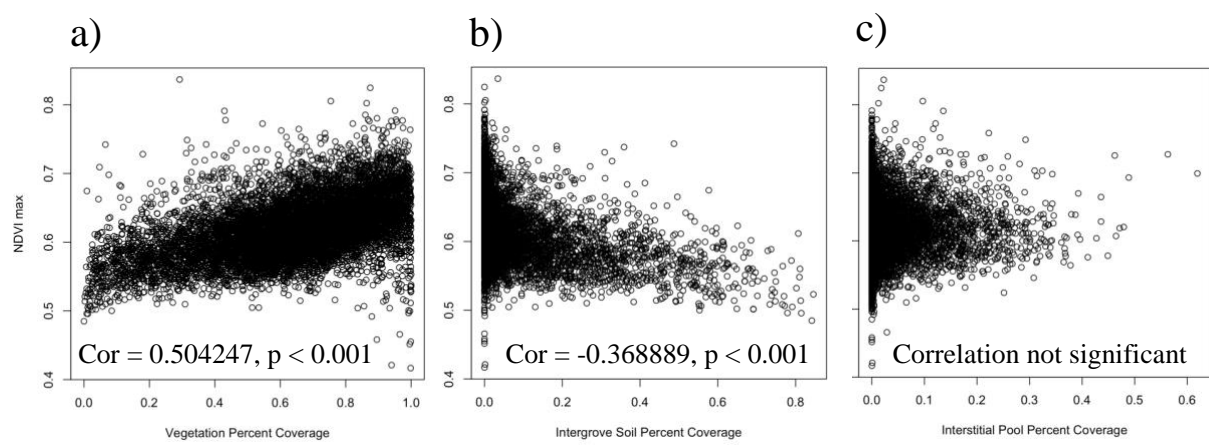 a)
b)
c)
NDVI max
0.8
0.7
0.6
0.5
0.4
Cor = 0.504247, p < 0.001
0.0 0.2 0.4 0.6 0.8 1.0
Vegetation Percent Coverage
0.8
0.7
0.6
0.5
0.4
Cor = -0.368889, p < 0.001
0.0 0.2 0.4 0.6 0.8
Intergrove Soil Percent Coverage
Correlation not significant
0.0 0.1 0.2 0.3 0.4 0.5 0.6
Interstitial Pool Percent Coverage